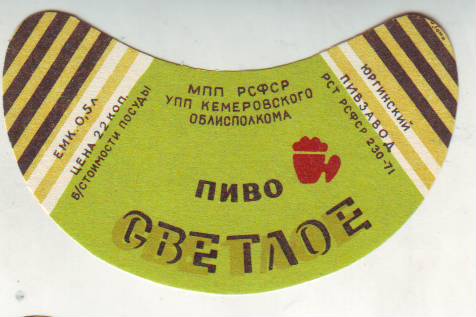 ЕМК. 0,5 л
ЦЕНА 22 коп.
Б/СТОИМОСТИ ПОСУДЫ
МПП РСФСР
УПП КЕМЕРОВСКОГО
ОБЛИСПОЛКОМА
ЮРГИНСКИЙ
ПИВЗАВОД
РСТ РСФСР 230-71
ПИВО
СВЕТЛОЕ